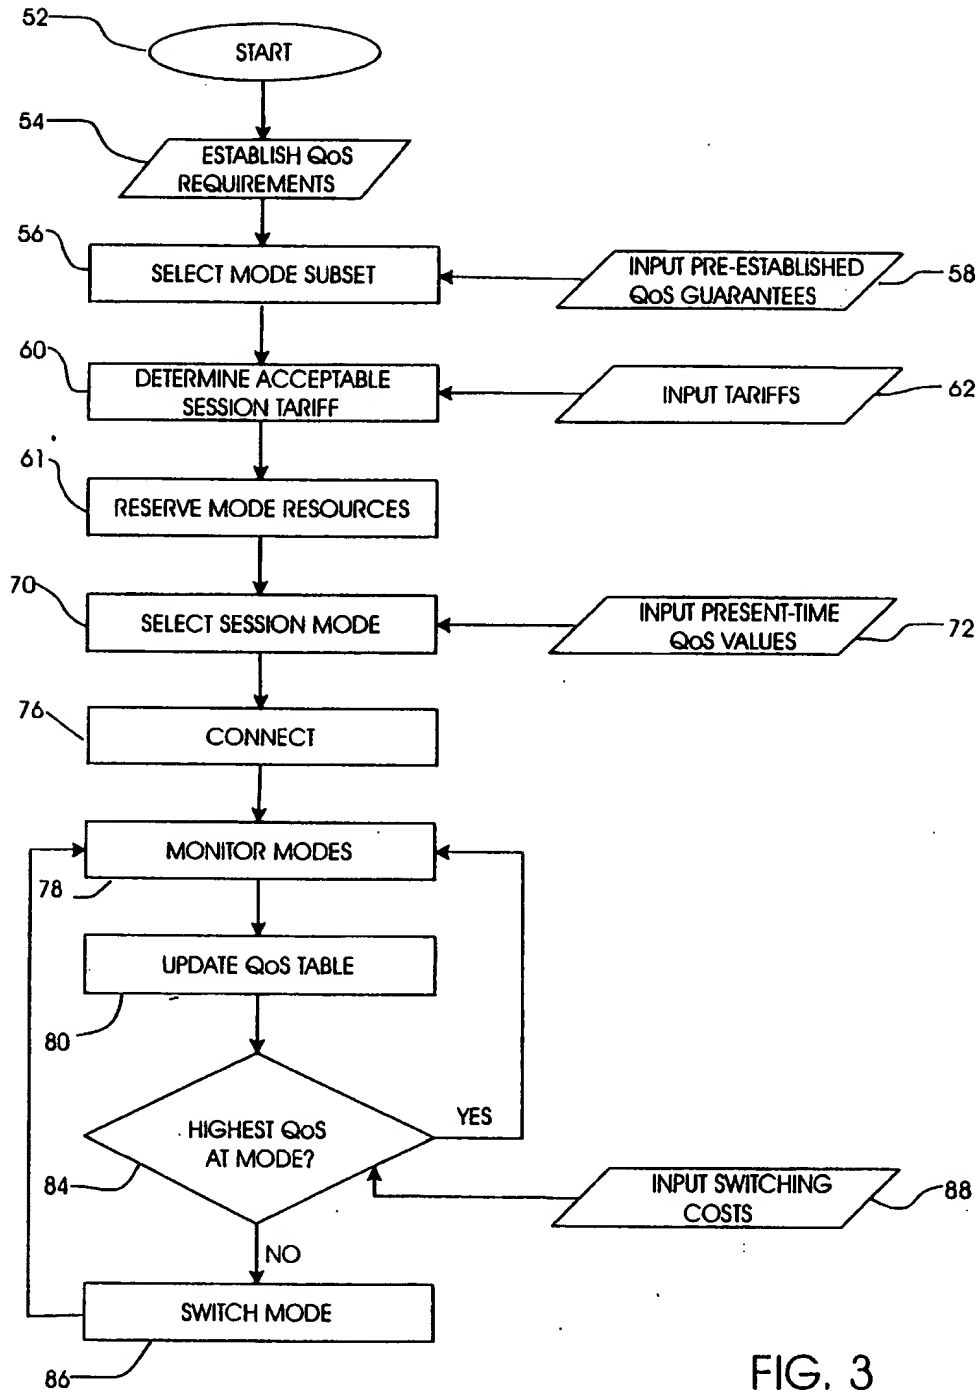 52
START
54
ESTABLISH QoS
REQUIREMENTS
56
SELECT MODE SUBSET
INPUT PRE-ESTABLISHED
QoS GUARANTEES
58
60
DETERMINE ACCEPTABLE
SESSION TARIFF
INPUT TARIFFS
62
61
RESERVE MODE RESOURCES
70
SELECT SESSION MODE
INPUT PRESENT-TIME
QoS VALUES
72
76
CONNECT
MONITOR MODES
78
UPDATE QoS TABLE
80
HIGHEST QoS
AT MODE?
YES
84
INPUT SWITCHING
COSTS
88
NO
SWITCH MODE
86
FIG. 3